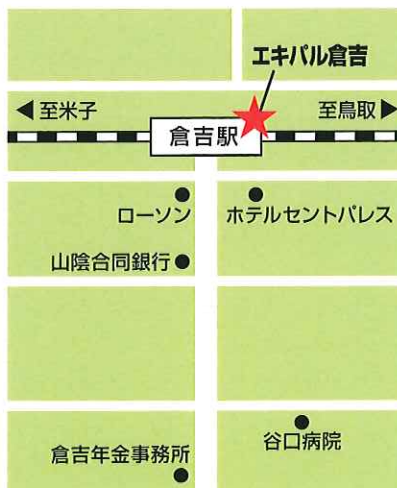 エキパル倉吉
◀至米子
至鳥取▶
倉吉駅
ローソン
ホテルセントパレス
山陰合同銀行
谷口病院
倉吉年金事務所